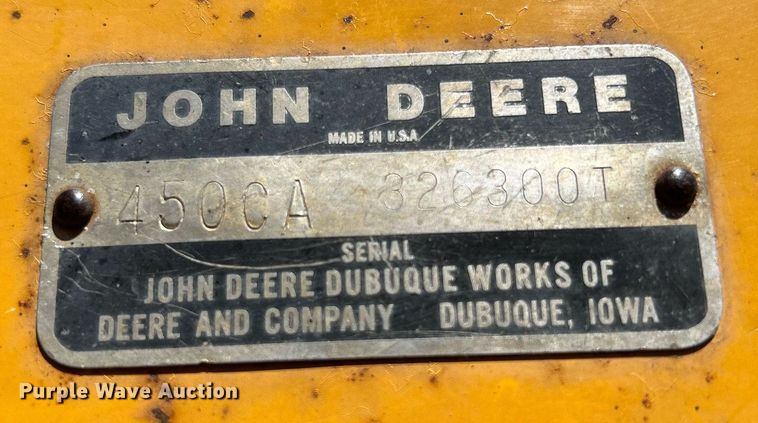 JOHN DEERE
MADE IN U.S.A
450CA 326300T
SERIAL
JOHN DEERE DUBUQUE WORKS OF
DEERE AND COMPANY DUBUQUE, IOWA
Purple Wave Auction